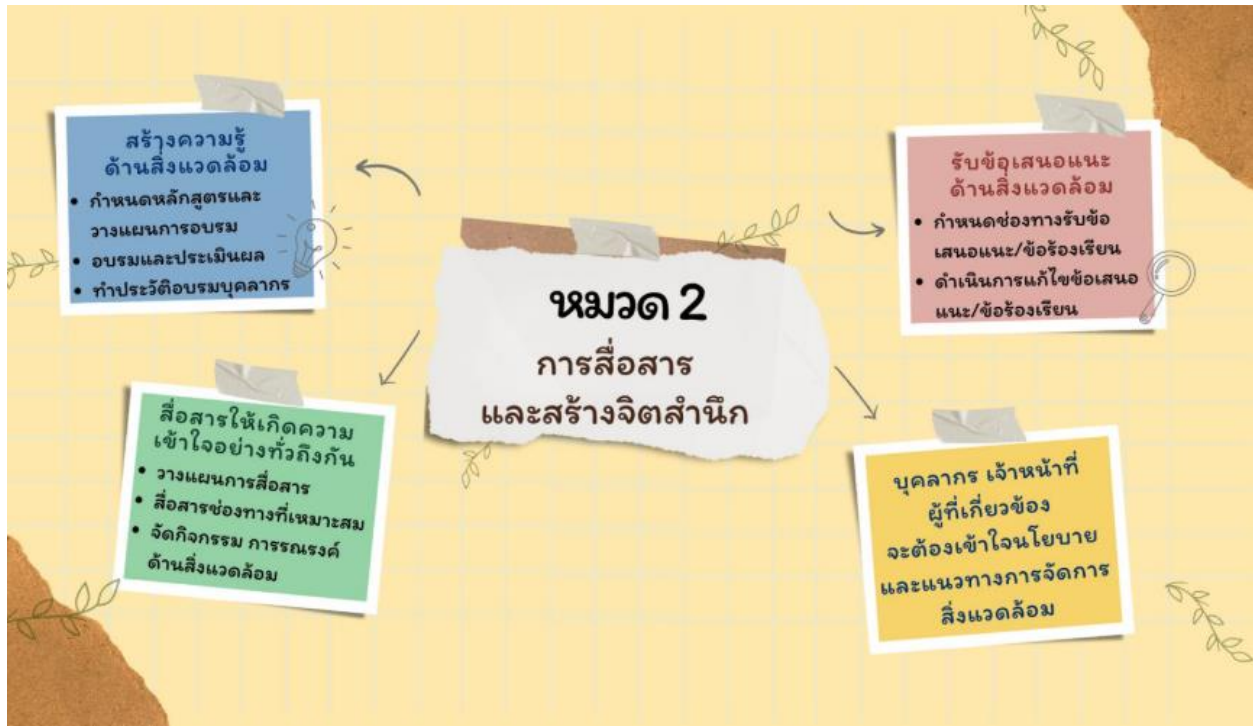 หมวด 2
การสื่อสาร
และสร้างจิตสำนึก
สร้างความรู้
ด้านสิ่งแวดล้อม
• กำหนดหลักสูตรและ
วางแผนการอบรม
• อบรมและประเมินผล
• ทำประวัติอบรมบุคลากร
สื่อสารให้เกิดความ
เข้าใจอย่างทั่วถึงกัน
• วางแผนการสื่อสาร
• สื่อสารช่องทางที่เหมาะสม
• จัดกิจกรรม การรณรงค์
ด้านสิ่งแวดล้อม
รับข้อเสนอแนะ
ด้านสิ่งแวดล้อม
• กำหนดช่องทางรับข้อ
เสนอแนะ/ข้อร้องเรียน
• ดำเนินการแก้ไขข้อเสนอ
แนะ/ข้อร้องเรียน
บุคลากร เจ้าหน้าที่
ผู้ที่เกี่ยวข้อง
จะต้องเข้าใจนโยบาย
และแนวทางการจัดการ
สิ่งแวดล้อม